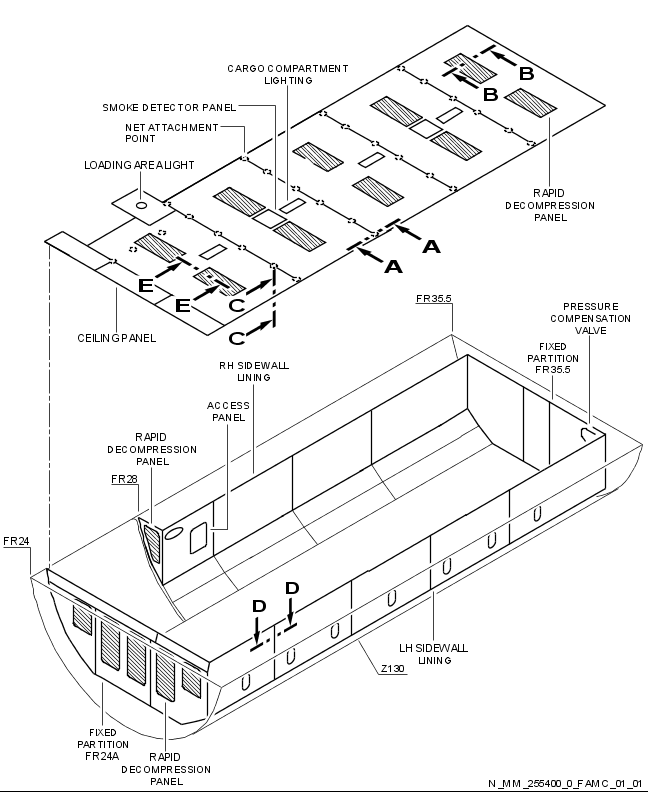 CARGO COMPARTMENT
LIGHTING
B
B
SMOKE DETECTOR PANEL
NET ATTACHMENT
POINT
LOADING AREA LIGHT
RAPID
DECOMPRESSION
PANEL
A
A
E
E
C
C
CEILING PANEL
FR35.5
PRESSURE
COMPENSATION
VALVE
FIXED
PARTITION
FR35.5
RH SIDEWALL
LINING
ACCESS
PANEL
RAPID
DECOMPRESSION
PANEL
FR28
FR24
D
D
LH SIDEWALL
LINING
Z130
FIXED
PARTITION
FR24A
RAPID
DECOMPRESSION
PANEL
N_MM_255400_0_FAMC_01_01